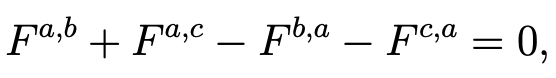 F^{a,b} + F^{a,c} − F^{b,a} − F^{c,a} = 0,